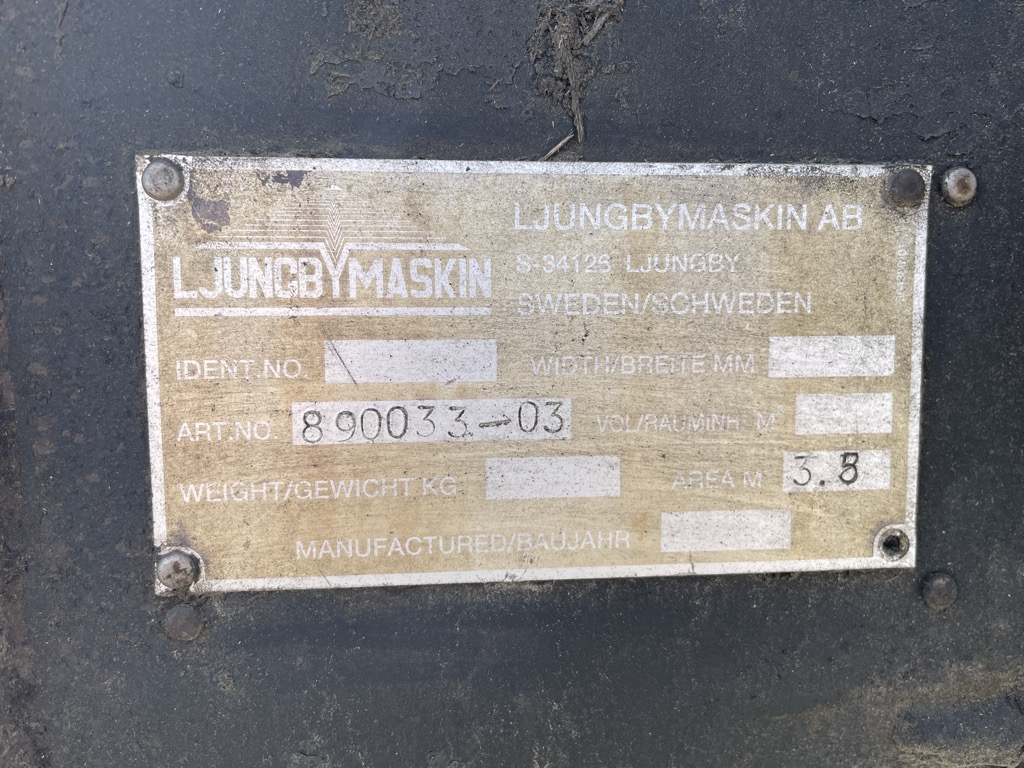 LJUNGBYMASKIN
LJUNGBYMASKIN AB
S-34126 LJUNGBY
SWEDEN/SCHWEDEN
IDENT.NO.
WIDTH/BREITE MM
ART.NO. 890033-03
VOL/RAUMINH. M³
WEIGHT/GEWICHT KG
AREA M 3.8
MANUFACTURED/BAUJAHR